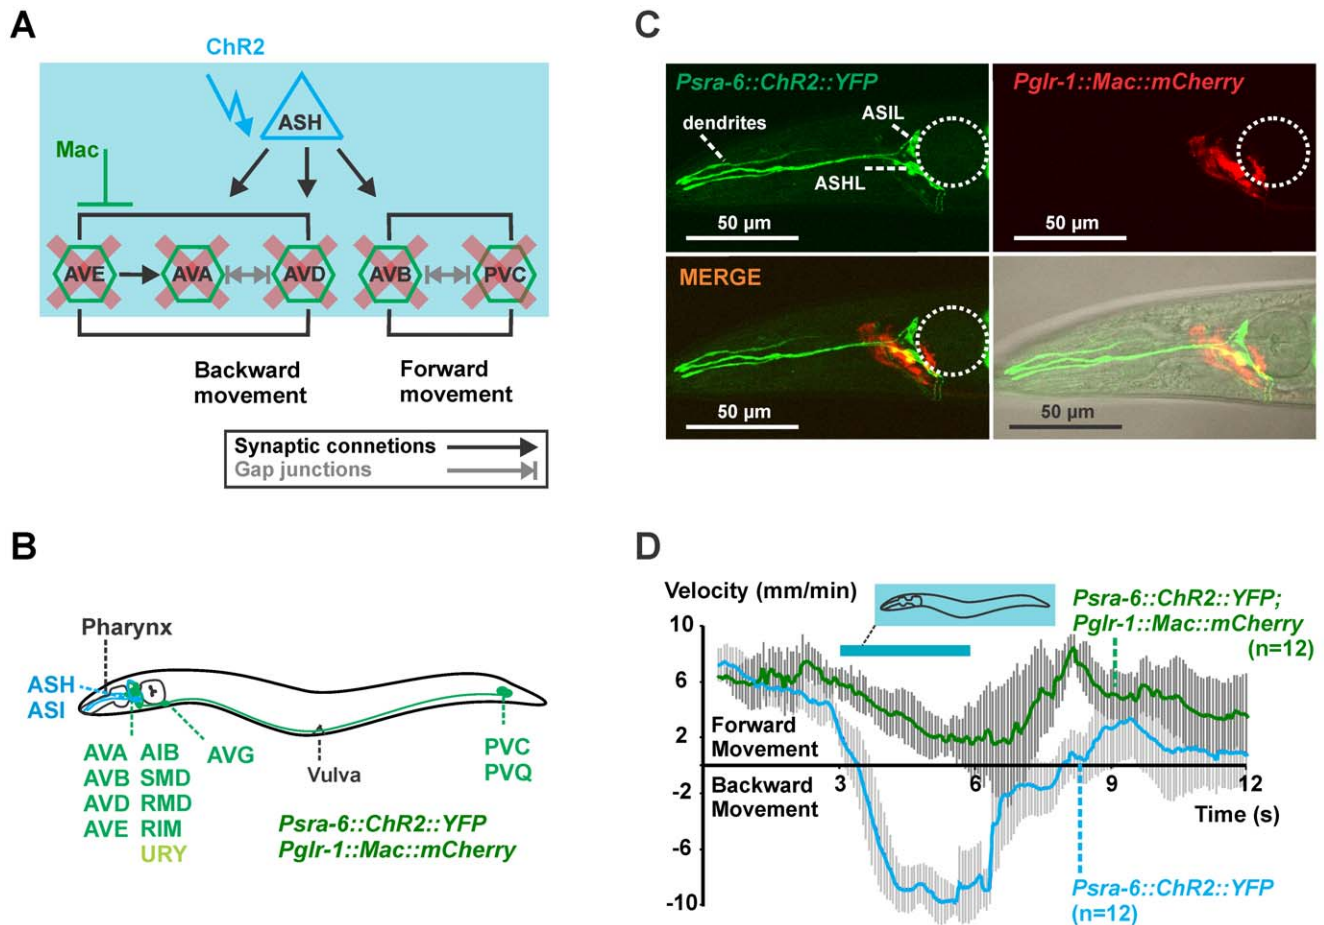 A
ChR2
ASH
Mac
AVE
AVA
AVD
AVB
PVC
Backward
movement
Forward
movement
Synaptic connetions
Gap junctions
B
Pharynx
ASH
ASI
AVA AIB
AVB SMD
AVD RMD
AVE RIM
URY
AVG
Vulva
PVC
PVQ
Psra-6::ChR2::YFP
Pglr-1::Mac::mCherry
C
Psra-6::ChR2::YFP
dendrites
ASIL
ASHL
50 µm
Pglr-1::Mac::mCherry
50 µm
MERGE
50 µm
50 µm
D
Velocity (mm/min)
10
6
2
-2
-6
-10
Forward
Movement
Backward
Movement
3
6
9
12
Time (s)
Psra-6::ChR2::YFP;
Pglr-1::Mac::mCherry
(n=12)
Psra-6::ChR2::YFP
(n=12)